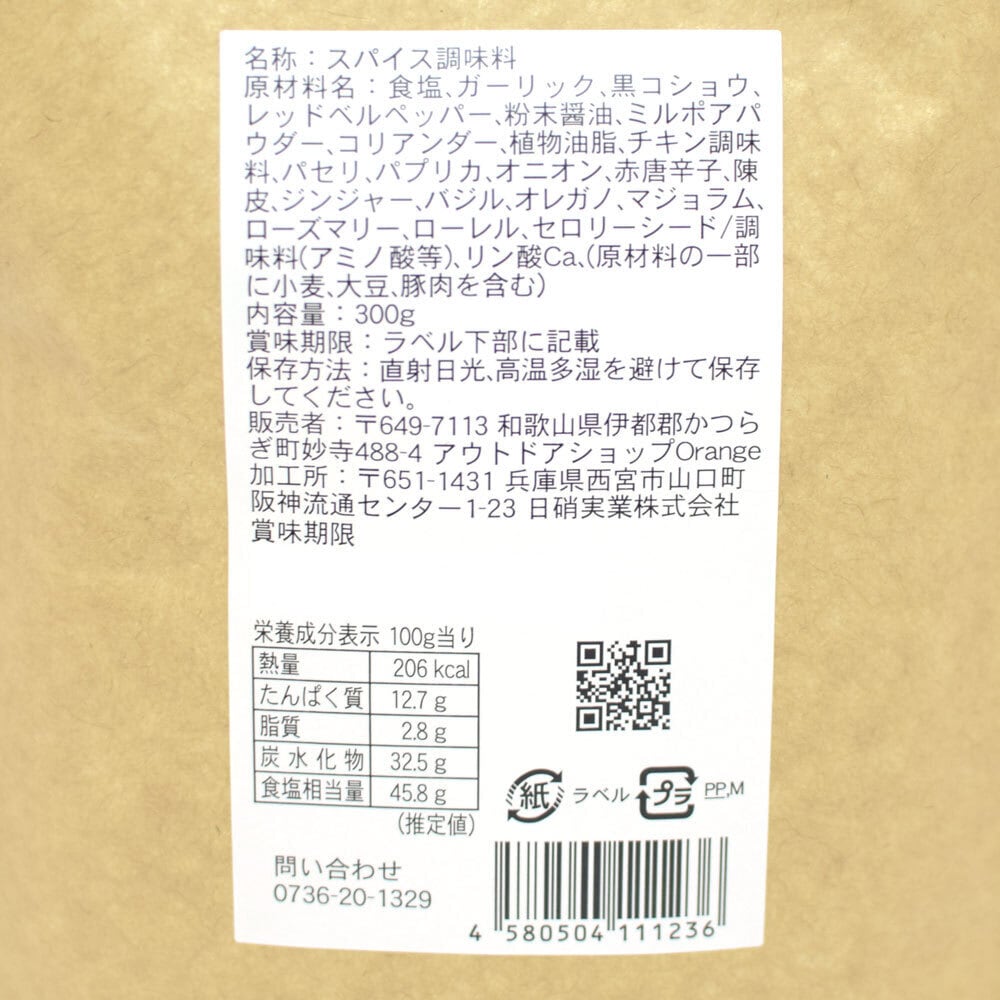 名称：スパイス調味料
原材料名：食塩、ガーリック、黒コショウ、
レッドベルペッパー、粉末醤油、ミルポアパ
ウダー、コリアンダー、植物油脂、チキン調味
料、パセリ、パプリカ、オニオン、赤唐辛子、陳
皮、ジンジャー、バジル、オレガノ、マジョラム、
ローズマリー、ローレル、セロリーシード/調
味料(アミノ酸等)、リン酸Ca、(原材料の一部
に小麦、大豆、豚肉を含む)
内容量：300g
賞味期限：ラベル下部に記載
保存方法：直射日光、高温多湿を避けて保存
してください。
販売者：〒649-7113 和歌山県伊都郡かつら
ぎ町妙寺488-4 アウトドアショップOrange
加工所：〒651-1431 兵庫県西宮市山口町
阪神流通センター1-23 日硝実業株式会社
賞味期限
栄養成分表示 100g当り
熱量 206 kcal
たんぱく質 12.7 g
脂質 2.8 g
炭水化物 32.5 g
食塩相当量 45.8 g
(推定値)
紙 ラベル プラ PP,M
問い合わせ
0736-20-1329
4 580504 111236